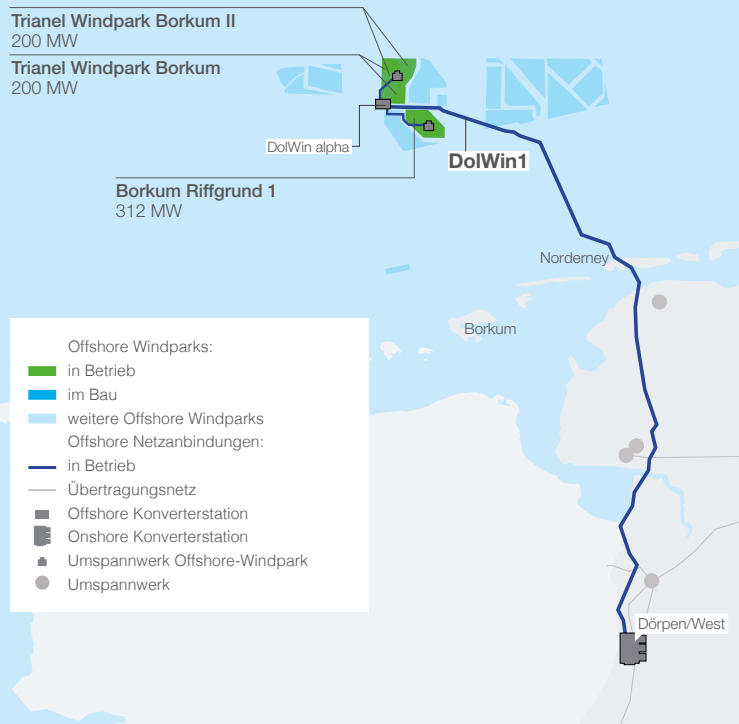 Trianel Windpark Borkum II
200 MW
Trianel Windpark Borkum
200 MW
DolWin alpha
DolWin1
Borkum Riffgrund 1
312 MW
Norderney
Borkum
Offshore Windparks:
in Betrieb
im Bau
weitere Offshore Windparks
Offshore Netzanbindungen:
in Betrieb
Übertragungsnetz
Offshore Konverterstation
Onshore Konverterstation
Umspannwerk Offshore-Windpark
Umspannwerk
Dörpen/West